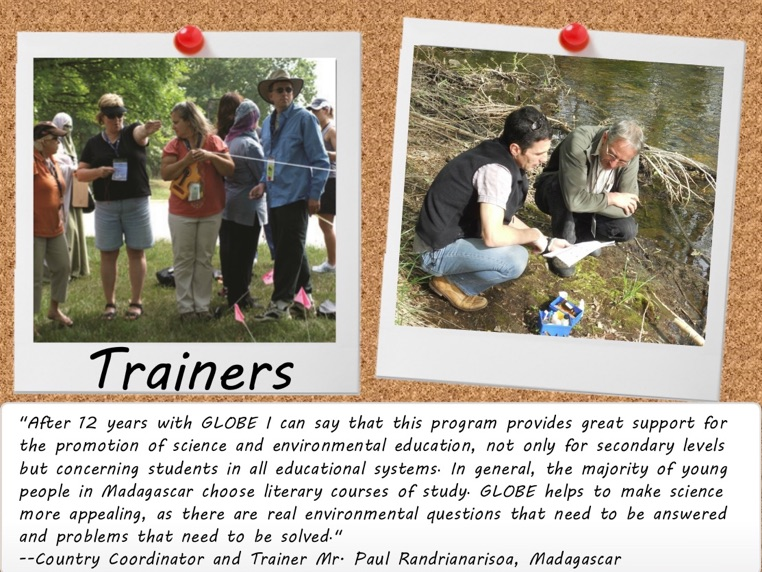 Trainers
"After 12 years with GLOBE I can say that this program provides great support for
the promotion of science and environmental education, not only for secondary levels
but concerning students in all educational systems. In general, the majority of young
people in Madagascar choose literary courses of study. GLOBE helps to make science
more appealing, as there are real environmental questions that need to be answered
and problems that need to be solved."
--Country Coordinator and Trainer Mr. Paul Randrianarisoa, Madagascar